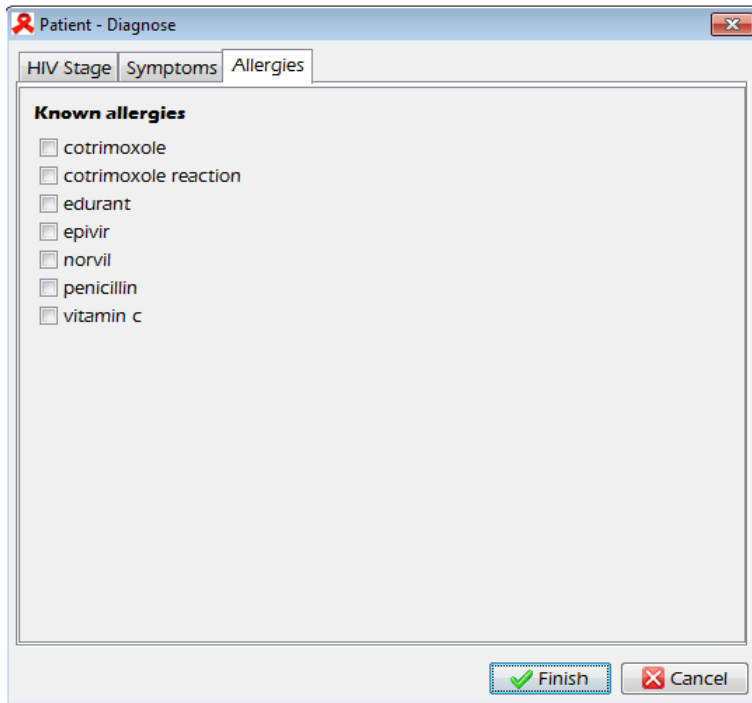 Patient - Diagnose
HIV Stage Symptoms Allergies
Known allergies
cotrimoxole
cotrimoxole reaction
edurant
epivir
norvil
penicillin
vitamin c
Finish Cancel